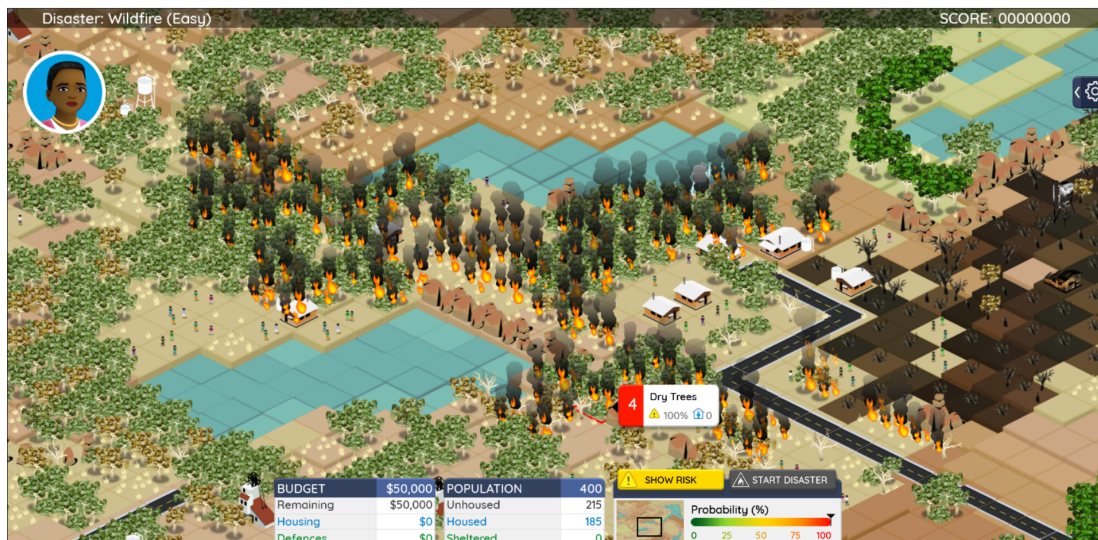 Disaster: Wildfire (Easy)
SCORE: 00000000
4
Dry Trees
100% 0
SHOW RISK
START DISASTER
BUDGET $50,000
Remaining $50,000
Housing $0
Defences $0
POPULATION 400
Unhoused 215
Housed 185
Sheltered 0
Probability (%)
0 25 50 75 100